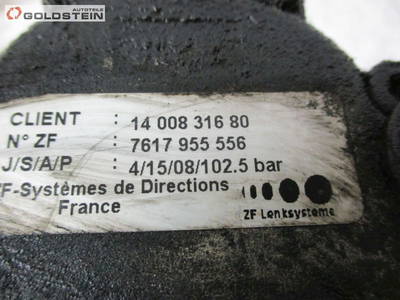 AUTOTEILE
GOLDSTEIN
CLIENT : 14 008 316 80
N° ZF : 7617 955 556
J/S/A/P : 4/15/08/102.5 bar
F-Systèmes de Directions
France
ZF Lenksysteme